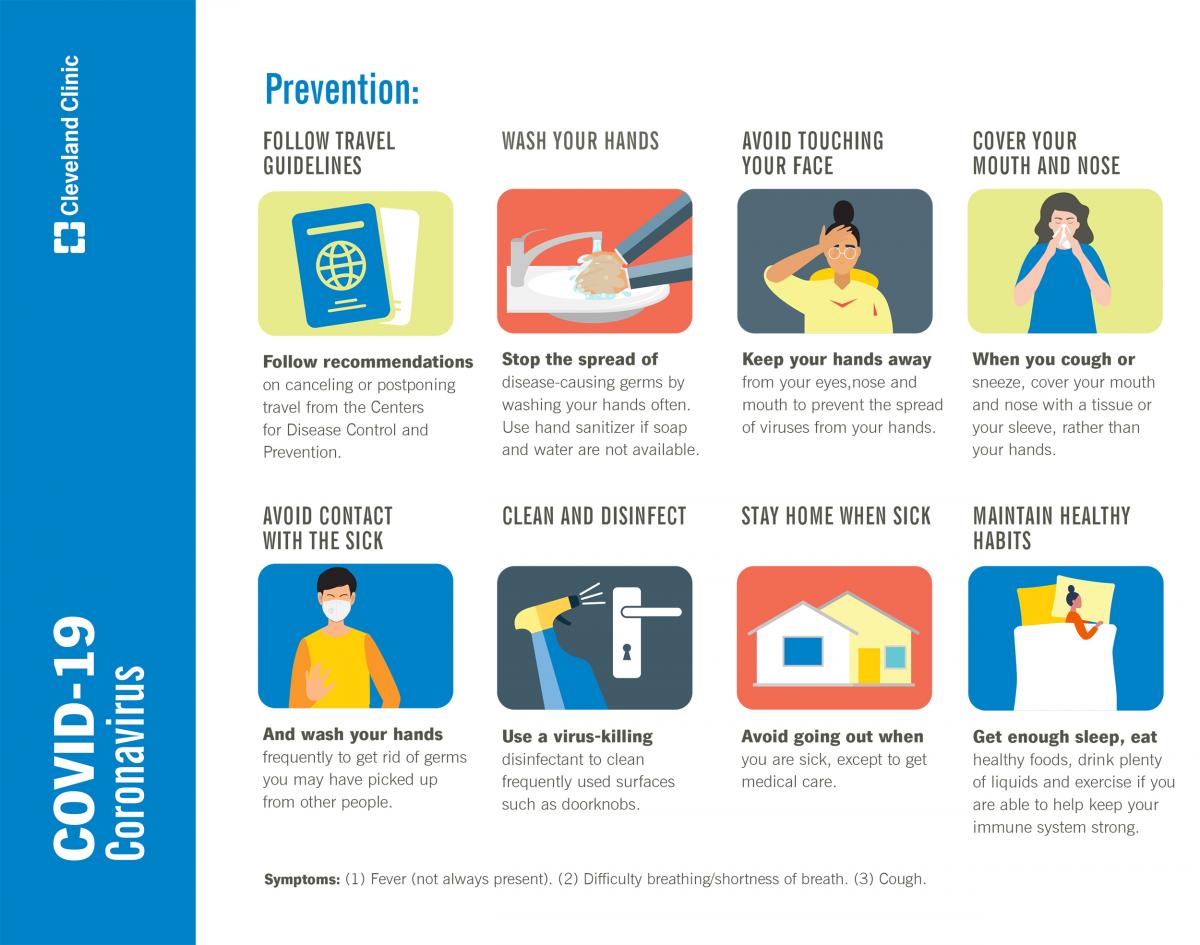 Cleveland Clinic
COVID-19
Coronavirus
Prevention:
FOLLOW TRAVEL
GUIDELINES
Follow recommendations
on canceling or postponing
travel from the Centers
for Disease Control and
Prevention.
WASH YOUR HANDS
Stop the spread of
disease-causing germs by
washing your hands often.
Use hand sanitizer if soap
and water are not available.
AVOID TOUCHING
YOUR FACE
Keep your hands away
from your eyes,nose and
mouth to prevent the spread
of viruses from your hands.
COVER YOUR
MOUTH AND NOSE
When you cough or
sneeze, cover your mouth
and nose with a tissue or
your sleeve, rather than
your hands.
AVOID CONTACT
WITH THE SICK
And wash your hands
frequently to get rid of germs
you may have picked up
from other people.
CLEAN AND DISINFECT
Use a virus-killing
disinfectant to clean
frequently used surfaces
such as doorknobs.
STAY HOME WHEN SICK
Avoid going out when
you are sick, except to get
medical care.
MAINTAIN HEALTHY
HABITS
Get enough sleep, eat
healthy foods, drink plenty
of liquids and exercise if you
are able to help keep your
immune system strong.
Symptoms: (1) Fever (not always present). (2) Difficulty breathing/shortness of breath. (3) Cough.